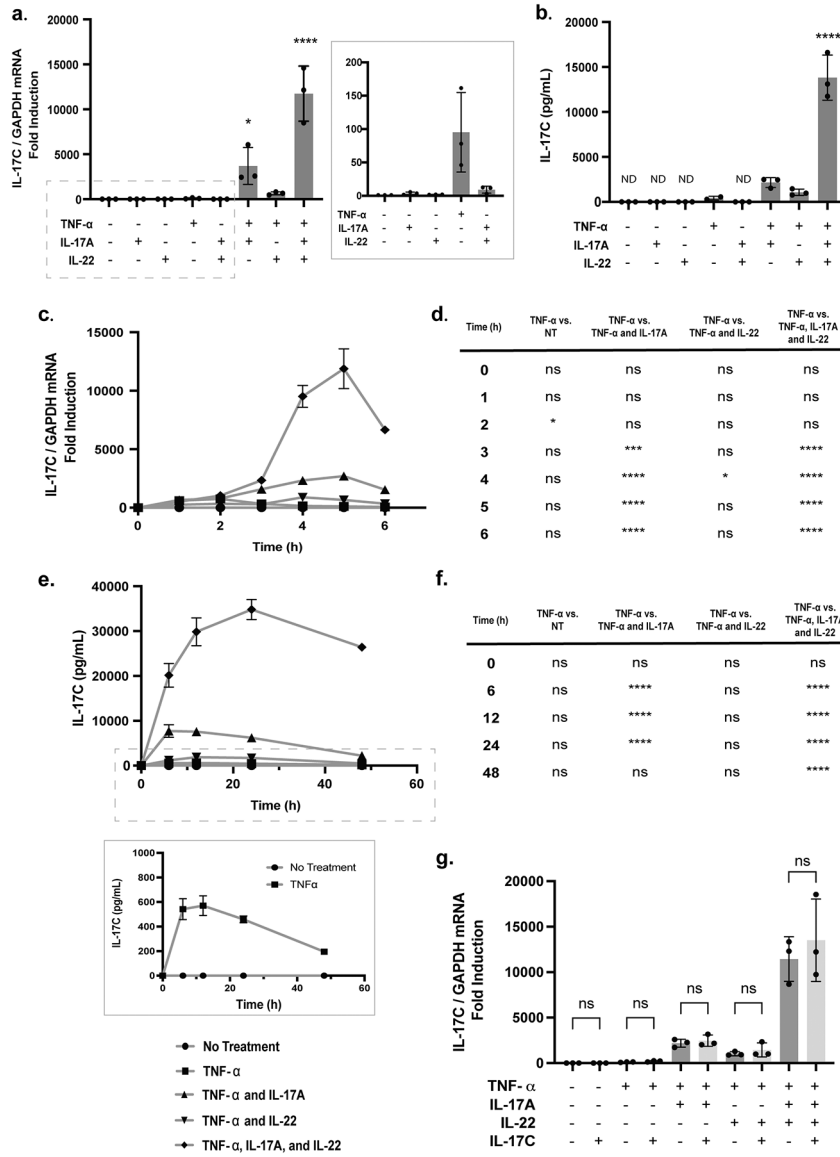 a.
IL-17C / GAPDH mRNA
Fold Induction
20000
15000
10000
5000
0
*
****
TNF-α - - - + - + + +
IL-17A - + - - + + - +
IL-22 - - + - + - + +
200
150
100
50
0
TNF-α - - - + -
IL-17A - + - - +
IL-22 - - + - +
b.
IL-17C (pg/mL)
20000
15000
10000
5000
0
ND ND ND ND
****
TNF-α - - - + - + + +
IL-17A - + - - + + - +
IL-22 - - + - + - + +
c.
IL-17C / GAPDH mRNA
Fold Induction
15000
10000
5000
0
0 2 4 6
Time (h)
d.
Time (h) TNF-α vs. NT TNF-α vs. TNF-α and IL-17A TNF-α vs. TNF-α and IL-22 TNF-α vs. TNF-α, IL-17A and IL-22
0 ns ns ns ns
1 ns ns ns ns
2 * ns ns ns
3 ns *** ns ****
4 ns **** * ****
5 ns **** ns ****
6 ns **** ns ****
e.
IL-17C (pg/mL)
40000
30000
20000
10000
0
0 20 40 60
Time (h)
f.
Time (h) TNF-α vs. NT TNF-α vs. TNF-α and IL-17A TNF-α vs. TNF-α and IL-22 TNF-α vs. TNF-α, IL-17A and IL-22
0 ns ns ns ns
6 ns **** ns ****
12 ns **** ns ****
24 ns **** ns ****
48 ns ns ns ****
IL-17C (pg/mL)
1000
800
600
400
200
0
0 20 40 60
Time (h)
No Treatment
TNFα
No Treatment
TNF-α
TNF-α and IL-17A
TNF-α and IL-22
TNF-α, IL-17A, and IL-22
g.
IL-17C / GAPDH mRNA
Fold Induction
20000
15000
10000
5000
0
ns ns ns ns ns
TNF- α - - + + + + + + + +
IL-17A - - - - + + - - + +
IL-22 - - - - - - + + + +
IL-17C - + - + - + - + - +